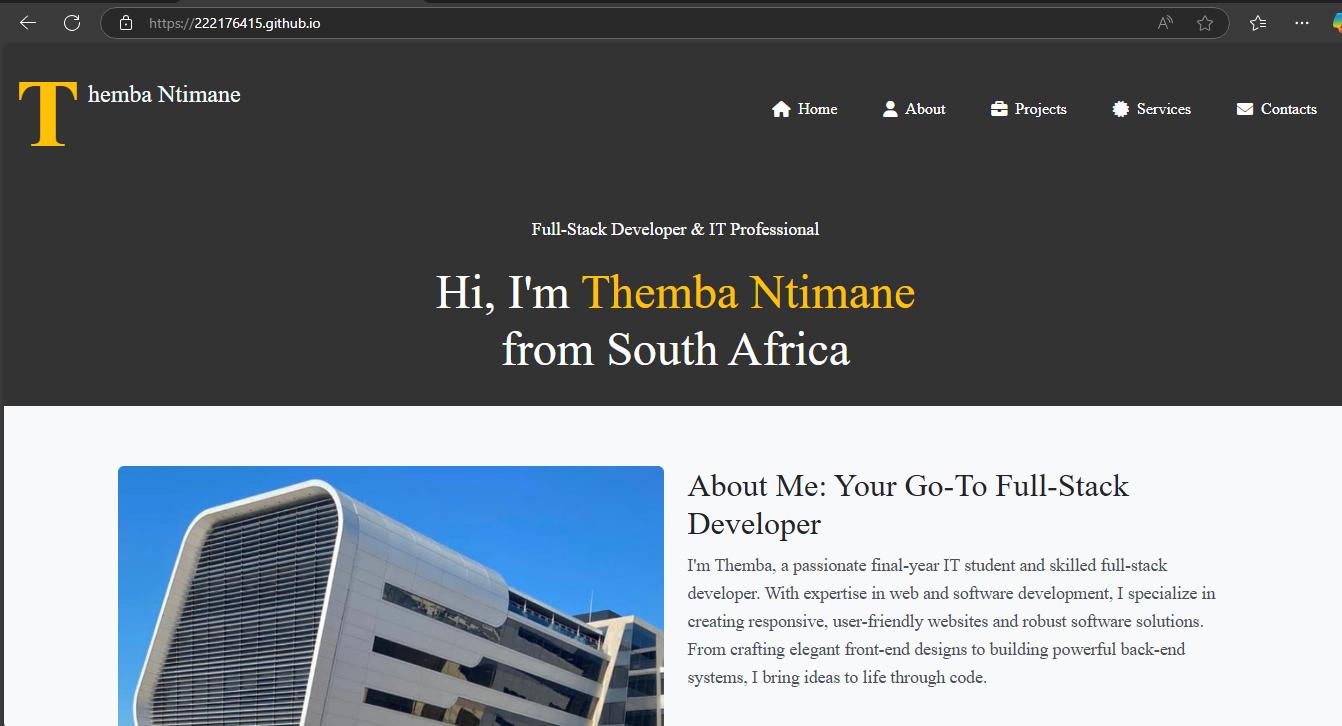 https://222176415.github.io
Themba Ntimane
Home About Projects Services Contacts
Full-Stack Developer & IT Professional
Hi, I'm Themba Ntimane
from South Africa
About Me: Your Go-To Full-Stack
Developer
I'm Themba, a passionate final-year IT student and skilled full-stack
developer. With expertise in web and software development, I specialize in
creating responsive, user-friendly websites and robust software solutions.
From crafting elegant front-end designs to building powerful back-end
systems, I bring ideas to life through code.